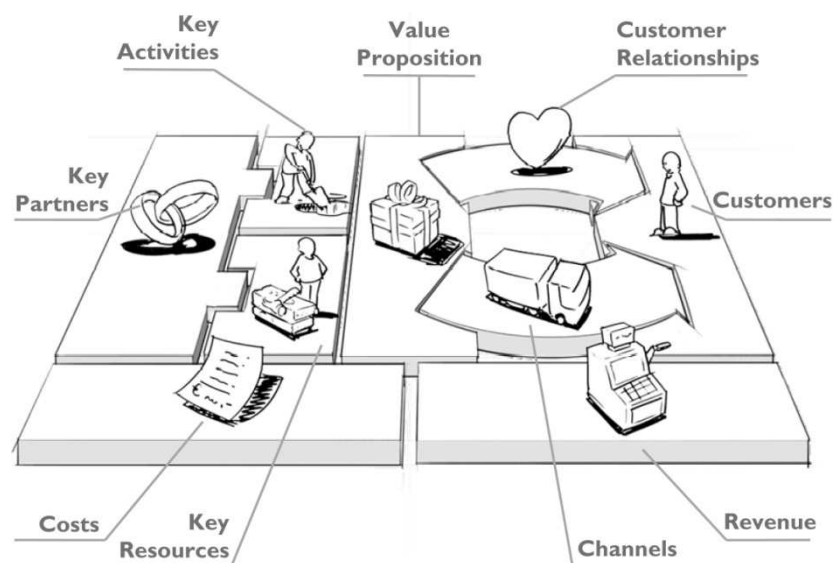 Key
Activities
Value
Proposition
Customer
Relationships
Key
Partners
Customers
Costs
Key
Resources
Channels
Revenue